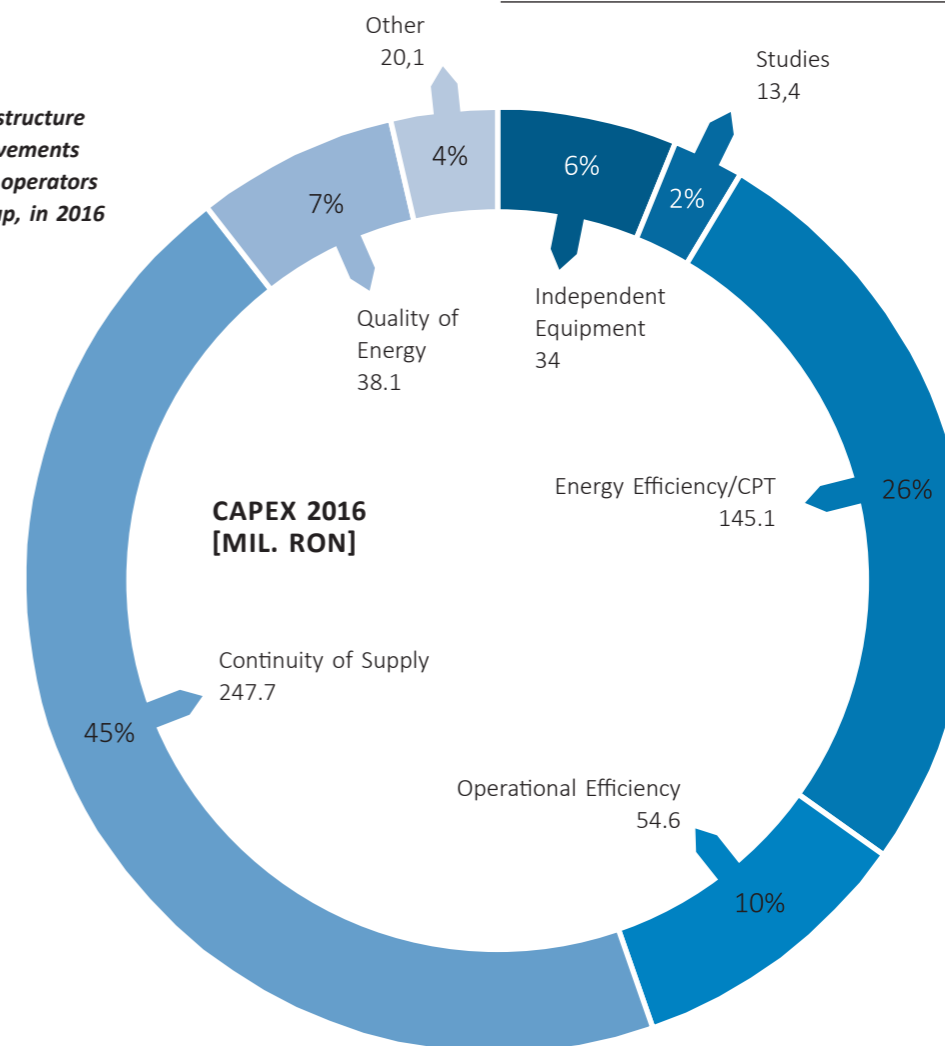 Other
20,1
Studies
13,4
structure
vements
operators
up, in 2016
4%
6%
2%
7%
Independent
Equipment
34
Quality of
Energy
38.1
Energy Efficiency/CPT
145.1
26%
CAPEX 2016
[MIL. RON]
Continuity of Supply
247.7
45%
Operational Efficiency
54.6
10%